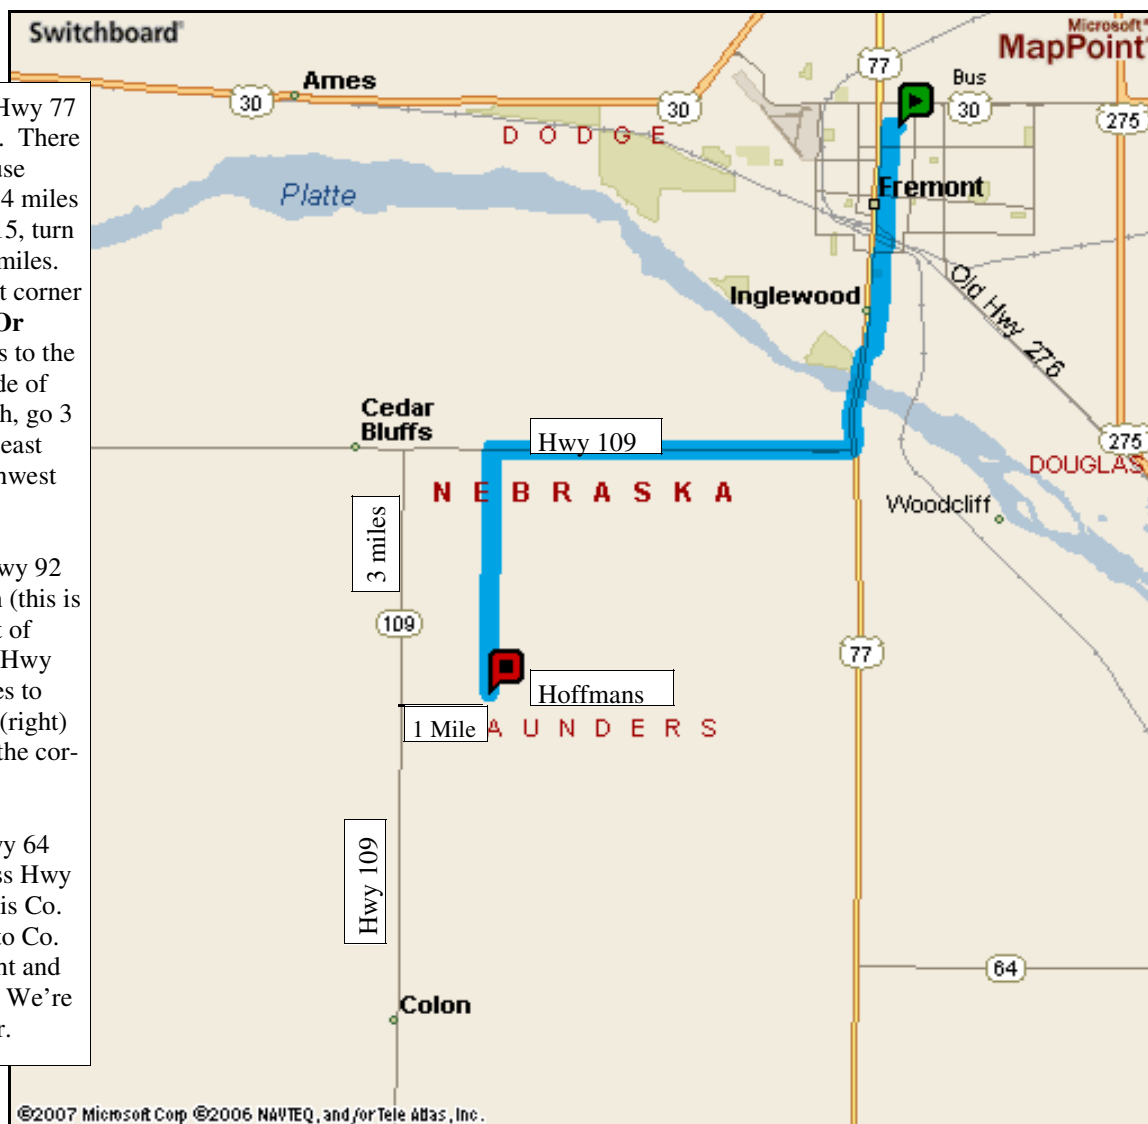 Switchboard
Microsoft
MapPoint
77
Bus
30
275
Ames
30
30
D O D G E
Hwy 77
. There
use
4 miles
15, turn
miles.
t corner
Or
s to the
de of
h, go 3
east
hwest
wy 92
n (this is
t of
Hwy
es to
(right)
the cor-
vy 64
ss Hwy
is Co.
to Co.
nt and
We're
r.
Platte
Fremont
Inglewood
Old Hwy 275
Cedar
Bluffs
Hwy 109
275
DOUGLAS
N E B R A S K A
Woodcliff
3 miles
109
77
Hoffmans
1 Mile
A U N D E R S
Hwy 109
64
Colon
©2007 Microsoft Corp ©2006 NAVTEQ, and/or Tele Atlas, Inc.